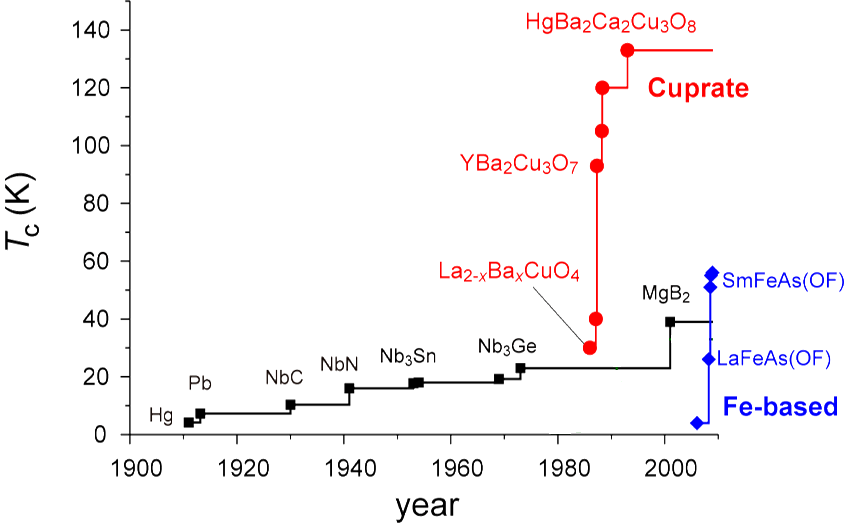 HgBa2Ca2Cu3O8
140
Cuprate
120
100
YBa2Cu3O7
Tc (K)
80
60
La2-xBaxCuO4
SmFeAs(OF)
MgB2
40
Nb3Sn
Nb3Ge
LaFeAs(OF)
NbN
NbC
Pb
20
Hg
Fe-based
0
1900 1920 1940 1960 1980 2000
year